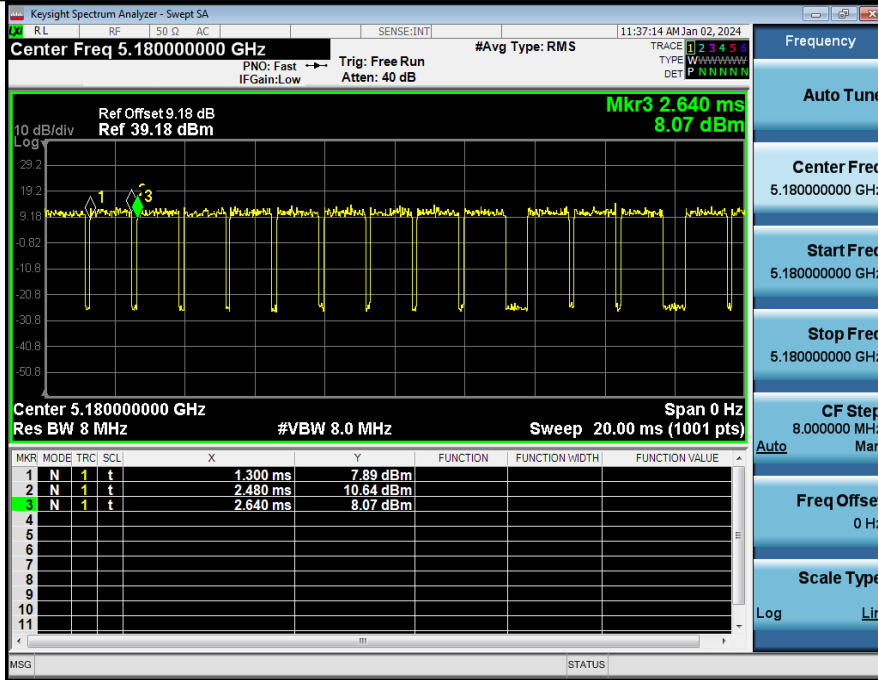 Keysight Spectrum Analyzer - Swept SA
LXI RL RF 50 Ω AC SENSE:INT 11:37:14 AM Jan 02, 2024
Center Freq 5.180000000 GHz
PNO: Fast
IFGain:Low
Trig: Free Run
Atten: 40 dB
#Avg Type: RMS
TRACE 1 2 3 4 5 6
TYPE WWWWWW
DET P N N N N N
Mkr3 2.640 ms
8.07 dBm
Ref Offset 9.18 dB
10 dB/div Ref 39.18 dBm
Log
29.2
19.2
9.18
-0.82
-10.8
-20.8
-30.8
-40.8
-50.8
1
3
Center 5.180000000 GHz Span 0 Hz
Res BW 8 MHz #VBW 8.0 MHz Sweep 20.00 ms (1001 pts)
MKR MODE TRC SCL X Y FUNCTION FUNCTION WIDTH FUNCTION VALUE
1 N 1 t 1.300 ms 7.89 dBm
2 N 1 t 2.480 ms 10.64 dBm
3 N 1 t 2.640 ms 8.07 dBm
4
5
6
7
8
9
10
11
MSG STATUS
Frequency
Auto Tune
Center Freq
5.180000000 GHz
Start Freq
5.180000000 GHz
Stop Freq
5.180000000 GHz
CF Step
8.000000 MHz
Auto Man
Freq Offset
0 Hz
Scale Type
Log Lin